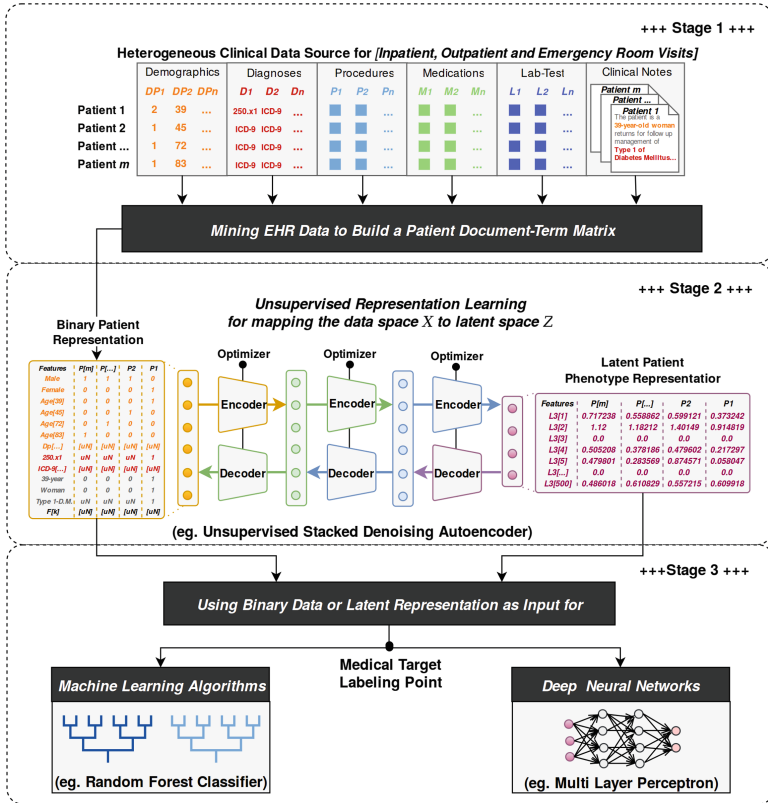 +++ Stage 1 +++
Heterogeneous Clinical Data Source for [Inpatient, Outpatient and Emergency Room Visits]
Demographics Diagnoses Procedures Medications Lab-Test Clinical Notes
DP1 DP2 DPn D1 D2 Dn P1 P2 Pn M1 M2 Mn L1 L2 Ln
Patient 1 2 39 ... 250.x1 ICD-9 ... ... ... ...
Patient 2 1 45 ... ICD-9 ICD-9 ... ... ... ...
Patient ... 1 72 ... ICD-9 ICD-9 ... ... ... ...
Patient m 1 83 ... ICD-9 ICD-9 ... ... ... ...
Patient m
Patient ...
Patient 1
The patient is a
39-year-old woman
returns for follow up
management of
Type 1 of
Diabetes Mellitus...
Mining EHR Data to Build a Patient Document-Term Matrix
+++ Stage 2 +++
Unsupervised Representation Learning
for mapping the data space X to latent space Z
Binary Patient
Representation
Features P[m] P[...] P2 P1
Male 1 1 1 0
Female 0 0 0 1
Age[39] 0 0 0 1
Age[45] 0 0 1 0
Age[72] 0 1 0 0
Age[83] 1 0 0 0
Dp[...] [uN] [uN] [uN] [uN]
250.x1 uN uN uN 1
ICD-9[...] [uN] [uN] [uN] [uN]
39-year 0 0 0 1
Woman 0 0 0 1
Type 1-D.M. uN uN uN 1
F[k] [uN] [uN] [uN] [uN]
Optimizer Optimizer Optimizer
Encoder Encoder Encoder
Decoder Decoder Decoder
(eg. Unsupervised Stacked Denoising Autoencoder)
Latent Patient
Phenotype Representatior
Features P[m] P[...] P2 P1
L3[1] 0.717238 0.558862 0.599121 0.373242
L3[2] 1.12 1.18212 1.40149 0.914819
L3[3] 0.0 0.0 0.0 0.0
L3[4] 0.505208 0.378186 0.479602 0.217297
L3[5] 0.479801 0.283569 0.874571 0.058047
L3[...] 0.0 0.0 0.0 0.0
L3[500] 0.486018 0.610829 0.557215 0.609918
+++Stage 3 +++
Using Binary Data or Latent Representation as Input for
Medical Target
Labeling Point
Machine Learning Algorithms
(eg. Random Forest Classifier)
Deep Neural Networks
(eg. Multi Layer Perceptron)